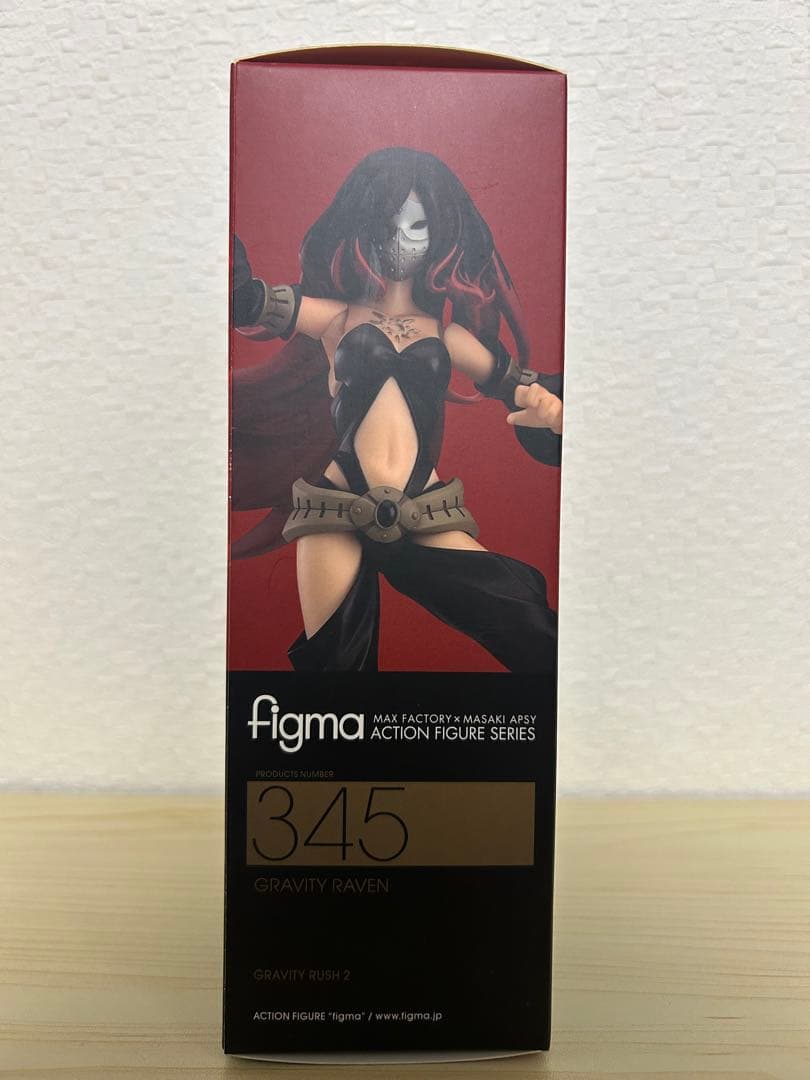 figma MAX FACTORY × MASAKI APSY
ACTION FIGURE SERIES
PRODUCTS NUMBER
345
GRAVITY RAVEN
GRAVITY RUSH 2
ACTION FIGURE "figma" / www.figma.jp